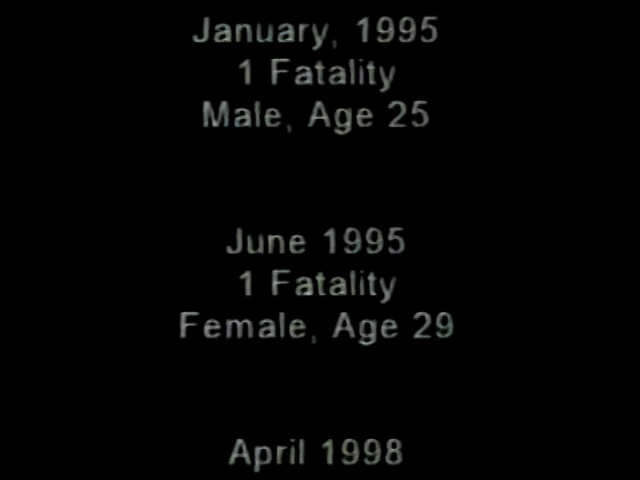 January, 1995
1 Fatality
Male, Age 25
June 1995
1 Fatality
Female, Age 29
April 1998